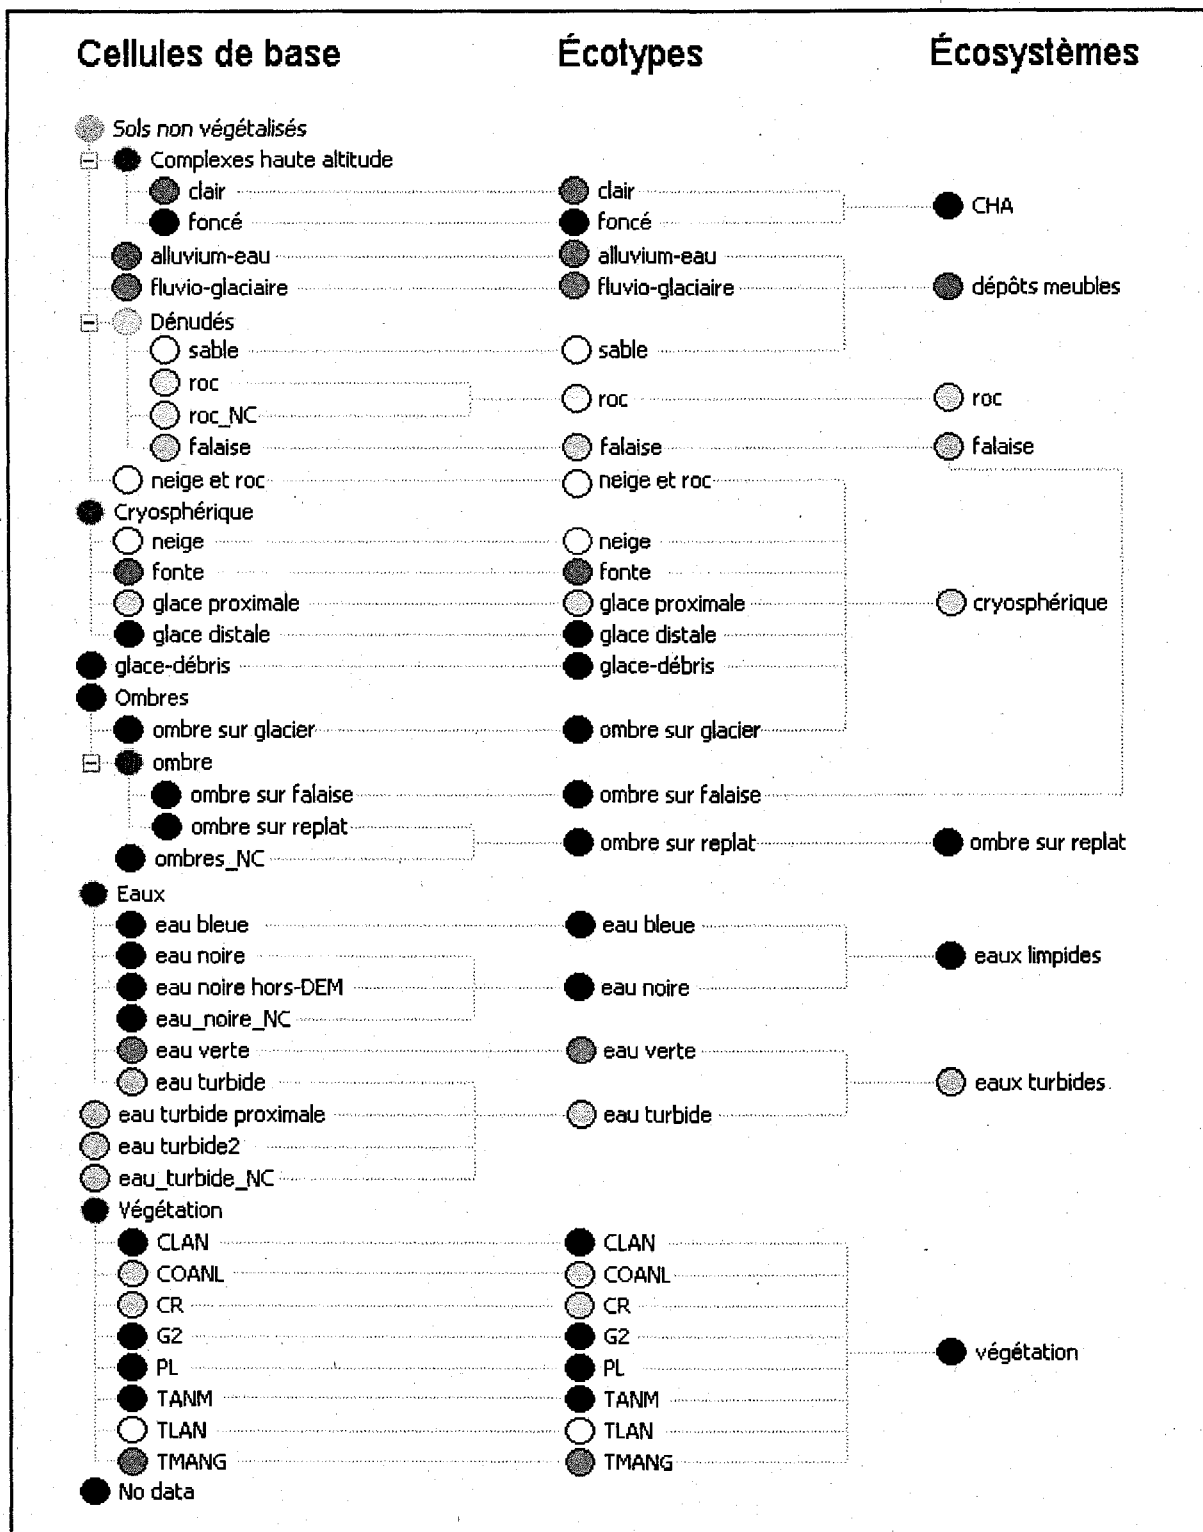 Cellules de base Écotypes Écosystèmes
Sols non végétalisés
Complexes haute altitude
clair clair
CHA
foncé foncé
alluvium-eau alluvium-eau
fluvio-glaciaire fluvio-glaciaire dépôts meubles
Dénudés
sable sable
roc
roc roc
roc_NC
falaise falaise falaise
neige et roc neige et roc
Cryosphérique
neige neige
fonte fonte
glace proximale glace proximale cryosphérique
glace distale glace distale
glace-débris glace-débris
Ombres
ombre sur glacier ombre sur glacier
ombre
ombre sur falaise ombre sur falaise
ombre sur replat
ombre sur replat ombre sur replat
ombres_NC
Eaux
eau bleue eau bleue
eau noire eaux limpides
eau noire hors-DEM eau noire
eau_noire_NC
eau verte eau verte
eau turbide eaux turbides
eau turbide proximale eau turbide
eau turbide2
eau_turbide_NC
Végétation
CLAN CLAN
COANL COANL
CR CR
G2 G2
végétation
PL PL
TANM TANM
TLAN TLAN
TMANG TMANG
No data